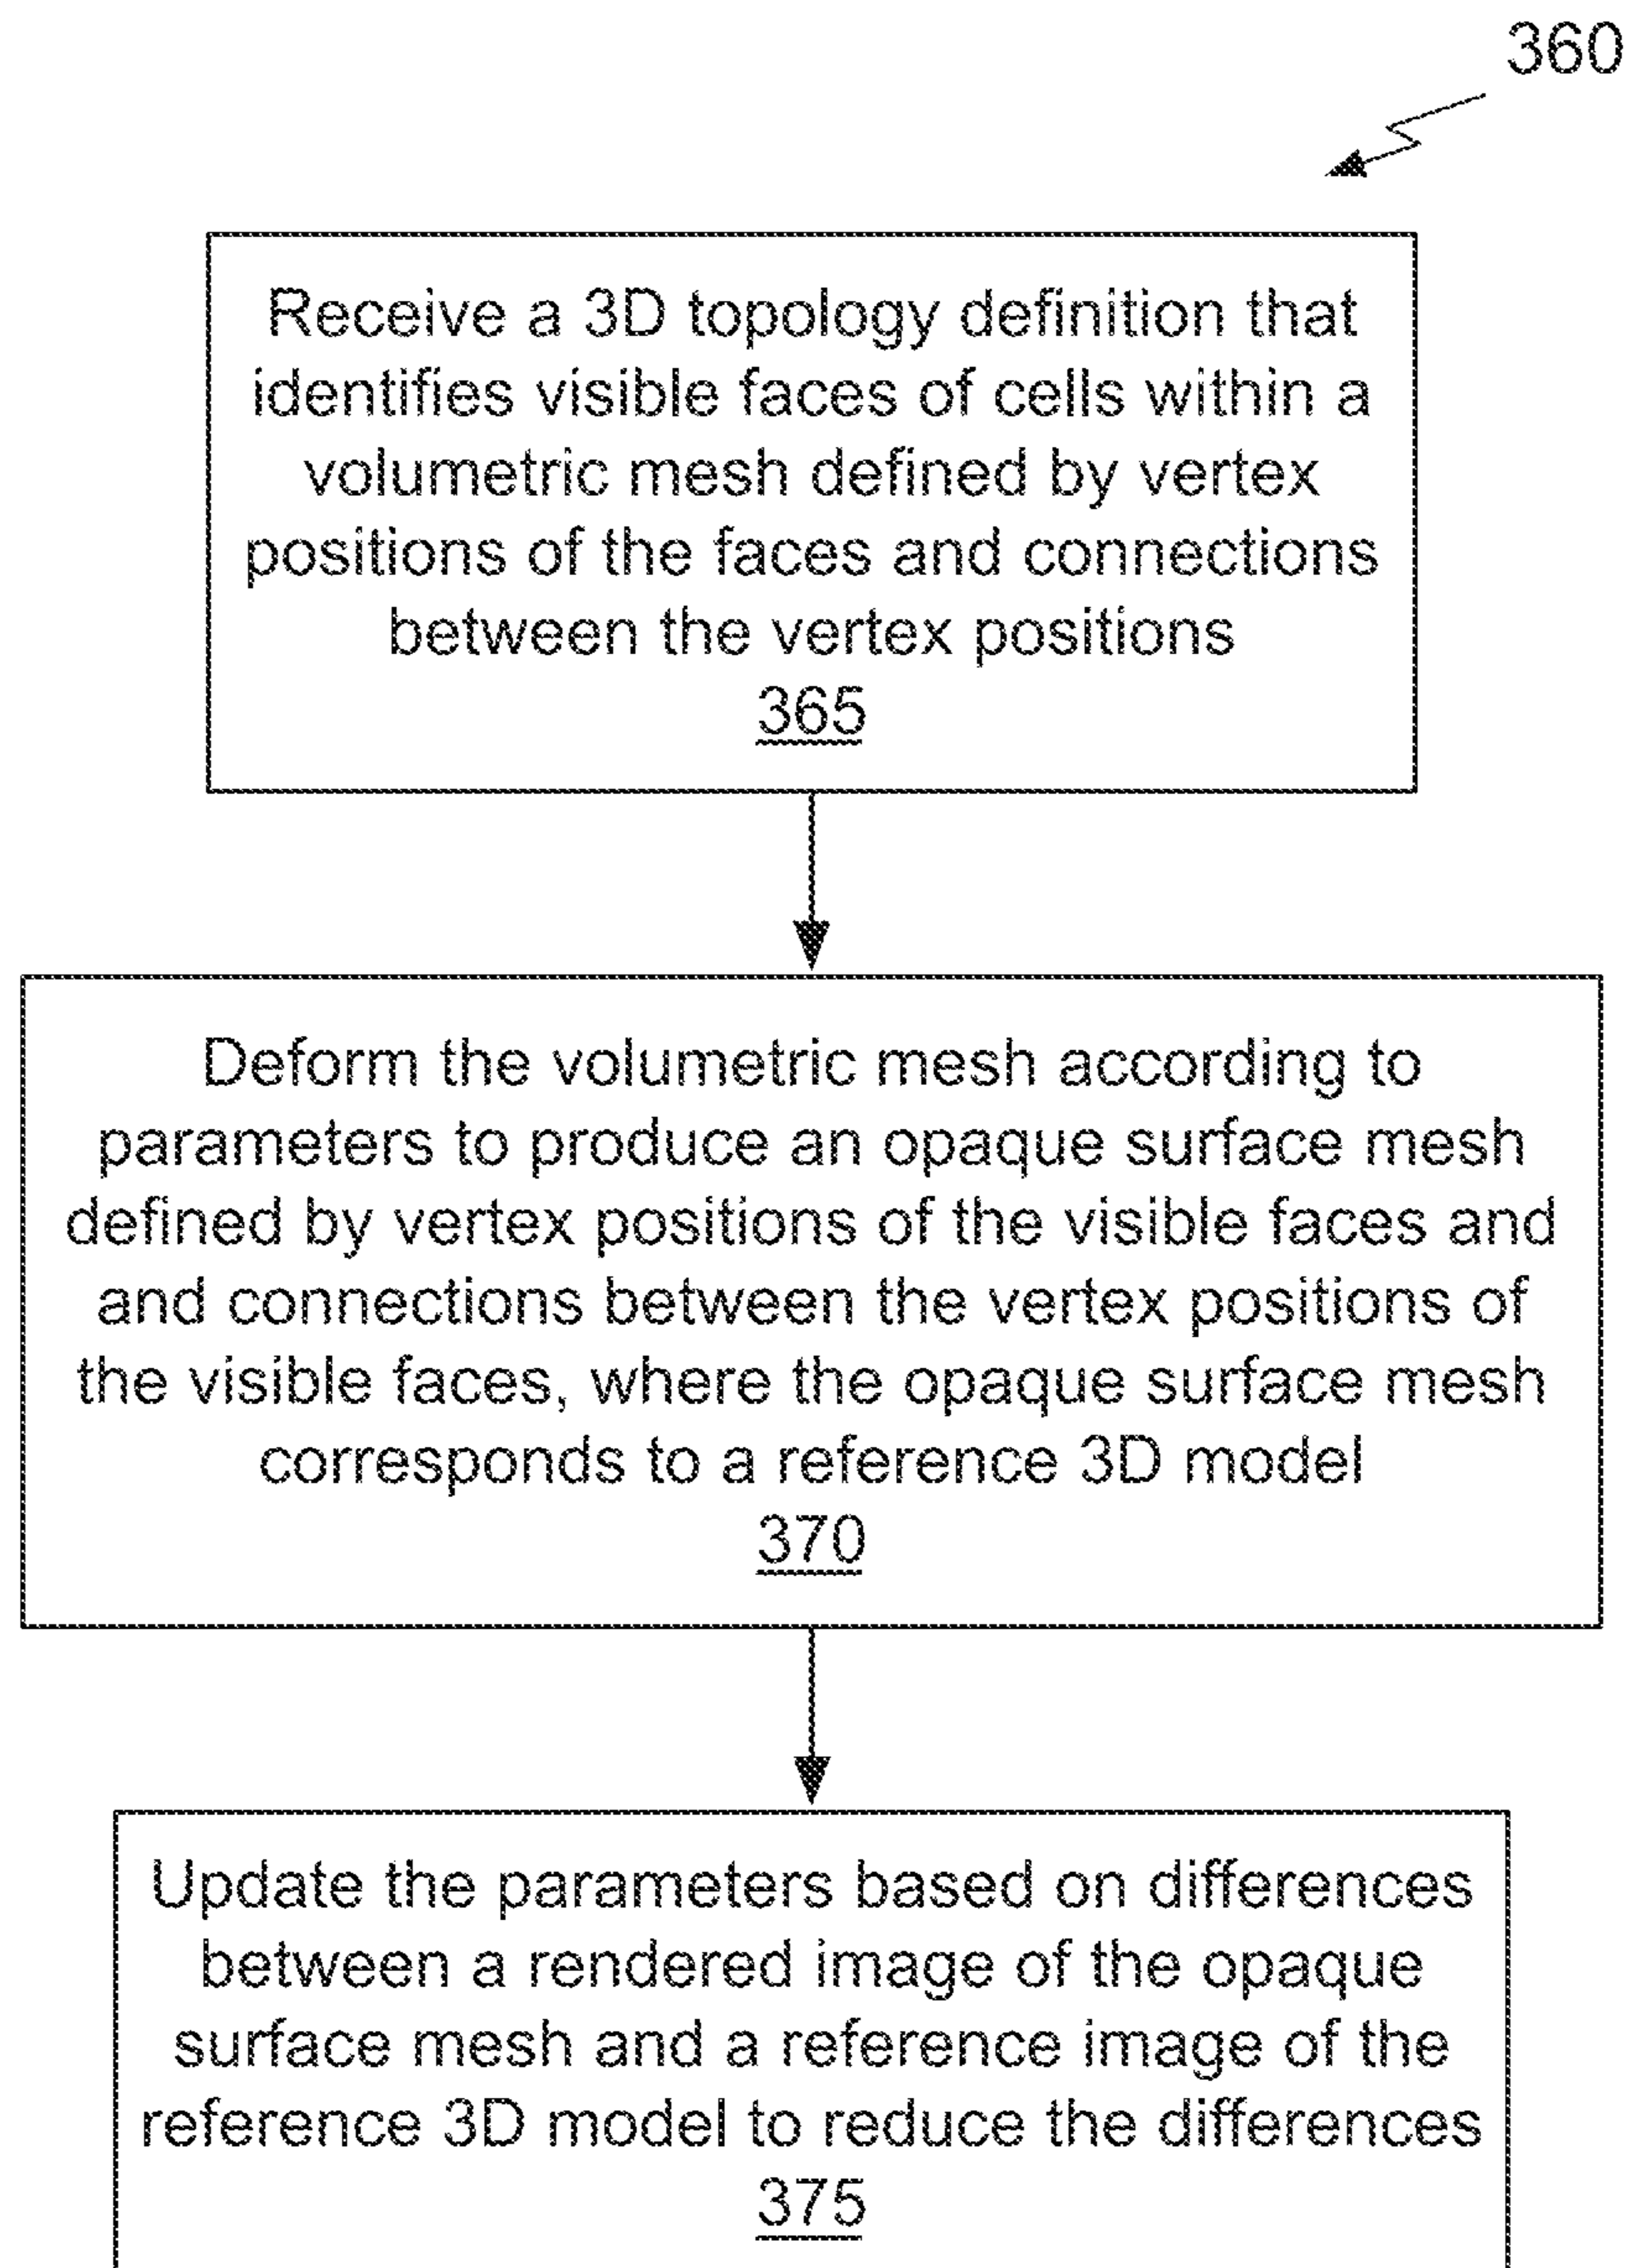 360
Receive a 3D topology definition that
identifies visible faces of cells within a
volumetric mesh defined by vertex
positions of the faces and connections
between the vertex positions
365
Deform the volumetric mesh according to
parameters to produce an opaque surface mesh
defined by vertex positions of the visible faces and
and connections between the vertex positions of
the visible faces, where the opaque surface mesh
corresponds to a reference 3D model
370
Update the parameters based on differences
between a rendered image of the opaque
surface mesh and a reference image of the
reference 3D model to reduce the differences
375